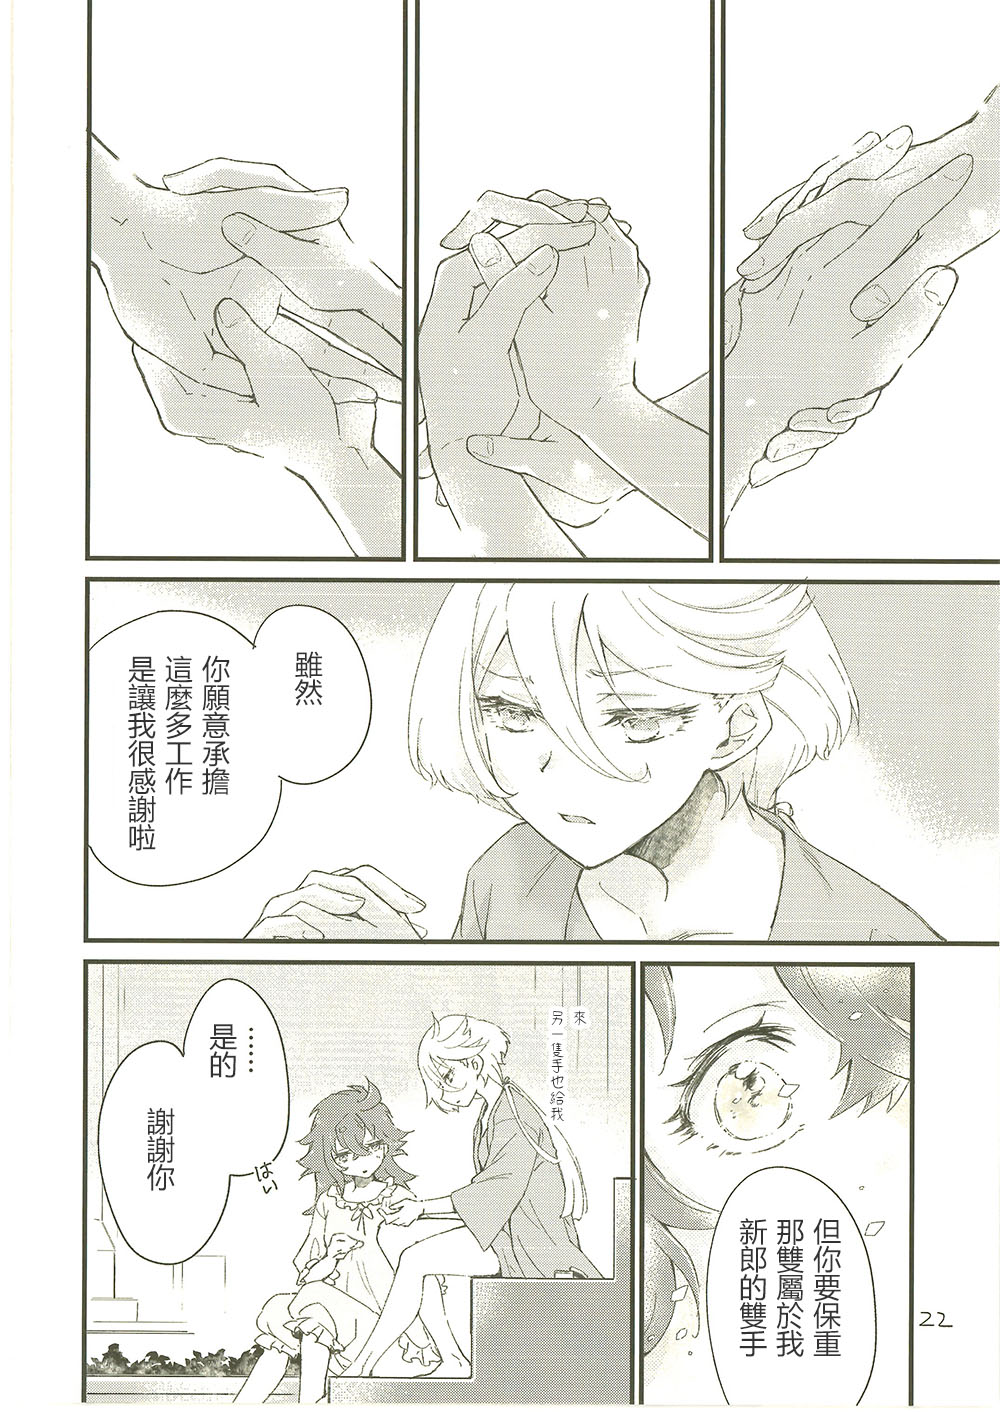 雖然
你願意承擔
這麼多工作
是讓我很感謝啦
但你要保重
那雙屬於我
新郎的雙手
來
另一隻手也給我
……
是的
謝謝你
はい
22